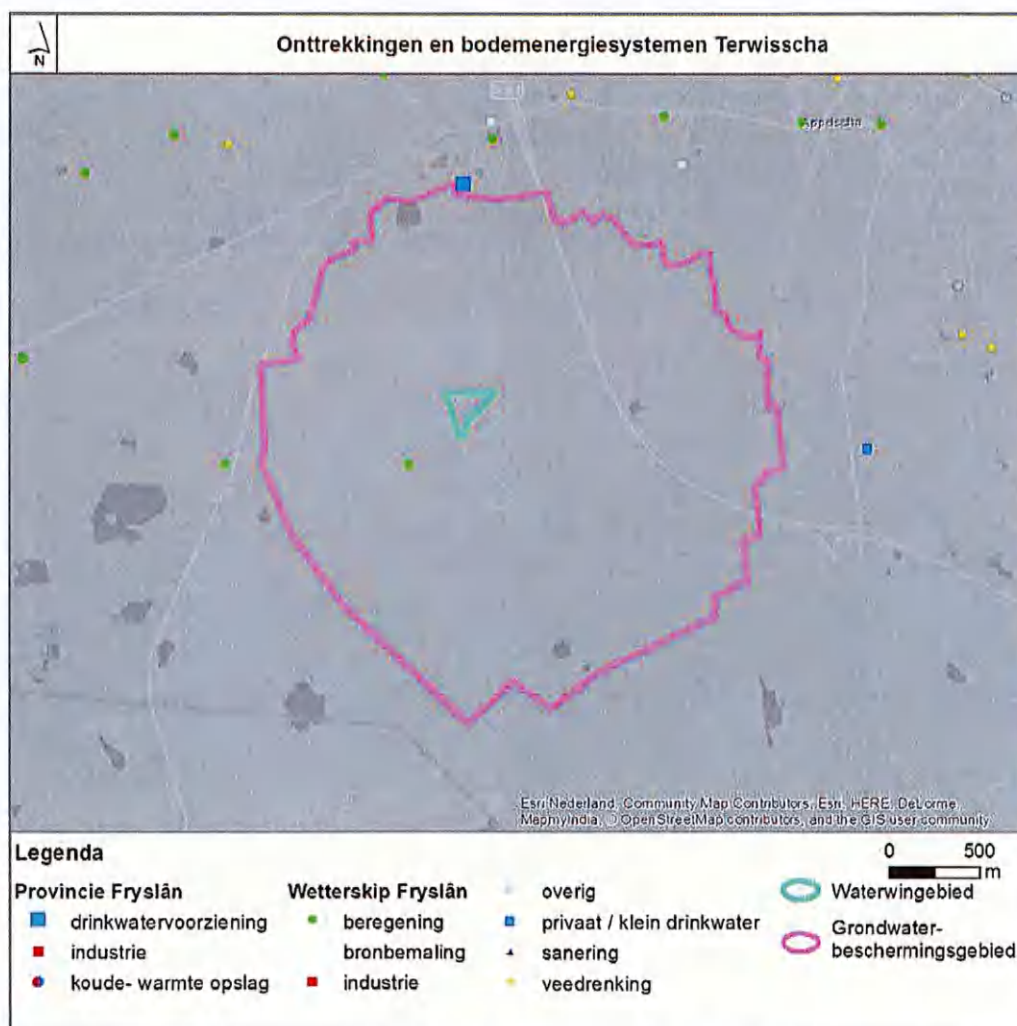 N
Onttrekkingen en bodemenergiesystemen Terwisscha
Appelscha
Esri Nederland, Community Map Contributors, Esri, HERE, DeLorme,
MapmyIndia, © OpenStreetMap contributors, and the GIS user community
Legenda
0 500
m
Provincie Fryslân
drinkwatervoorziening
industrie
koude- warmte opslag
Wetterskip Fryslân
beregening
bronbemaling
industrie
overig
privaat / klein drinkwater
sanering
veedrenking
Waterwingebied
Grondwater-
beschermingsgebied